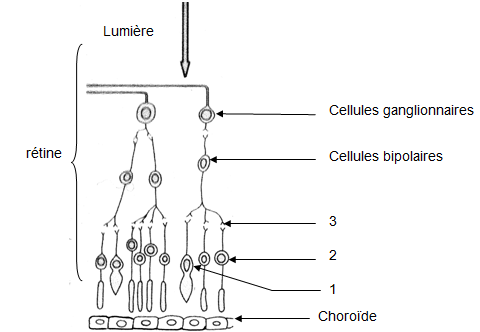 Lumière
Cellules ganglionnaires
rétine
Cellules bipolaires
3
2
1
Choroïde